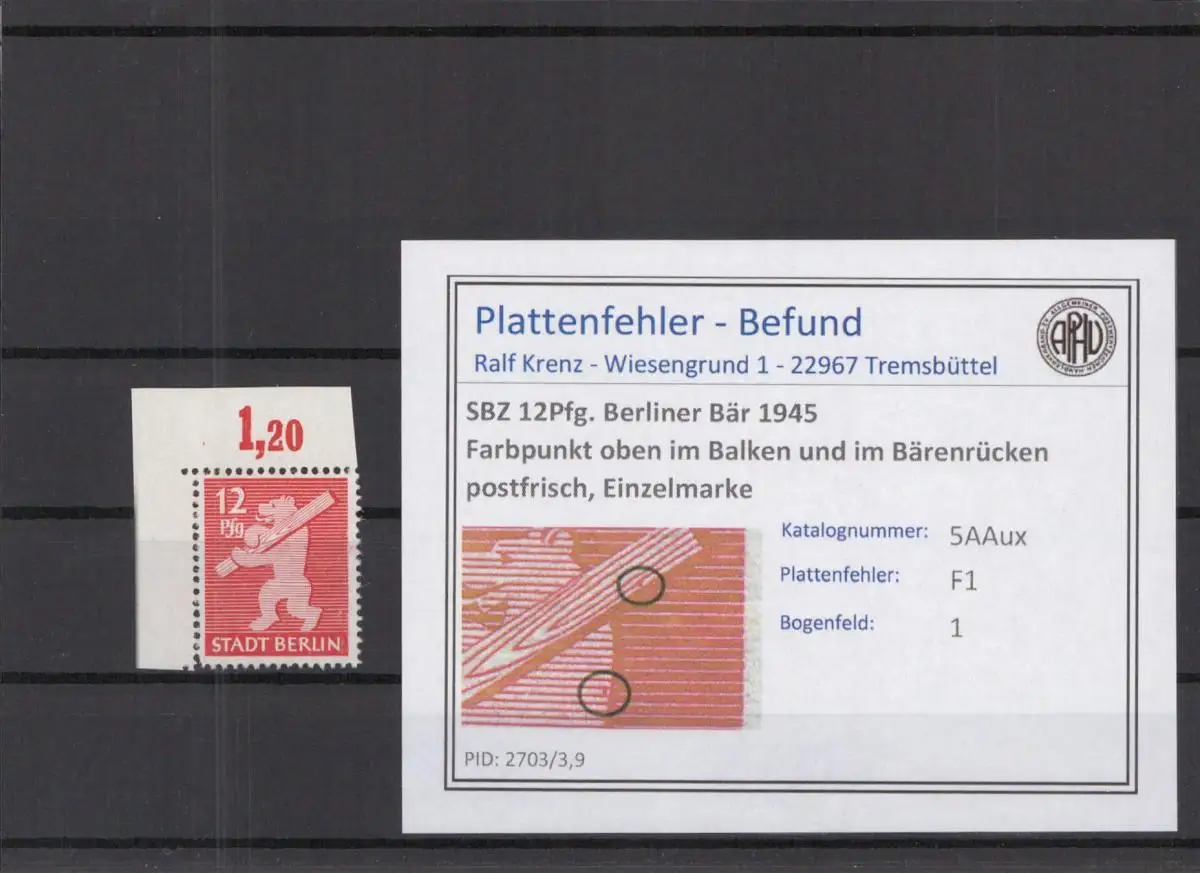 1,20
12
Pfg
STADT BERLIN
Plattenfehler - Befund
Ralf Krenz - Wiesengrund 1 - 22967 Tremsbüttel
APHV
SBZ 12Pfg. Berliner Bär 1945
Farbpunkt oben im Balken und im Bärenrücken
postfrisch, Einzelmarke
Katalognummer: 5AAux
Plattenfehler: F1
Bogenfeld: 1
PID: 2703/3,9